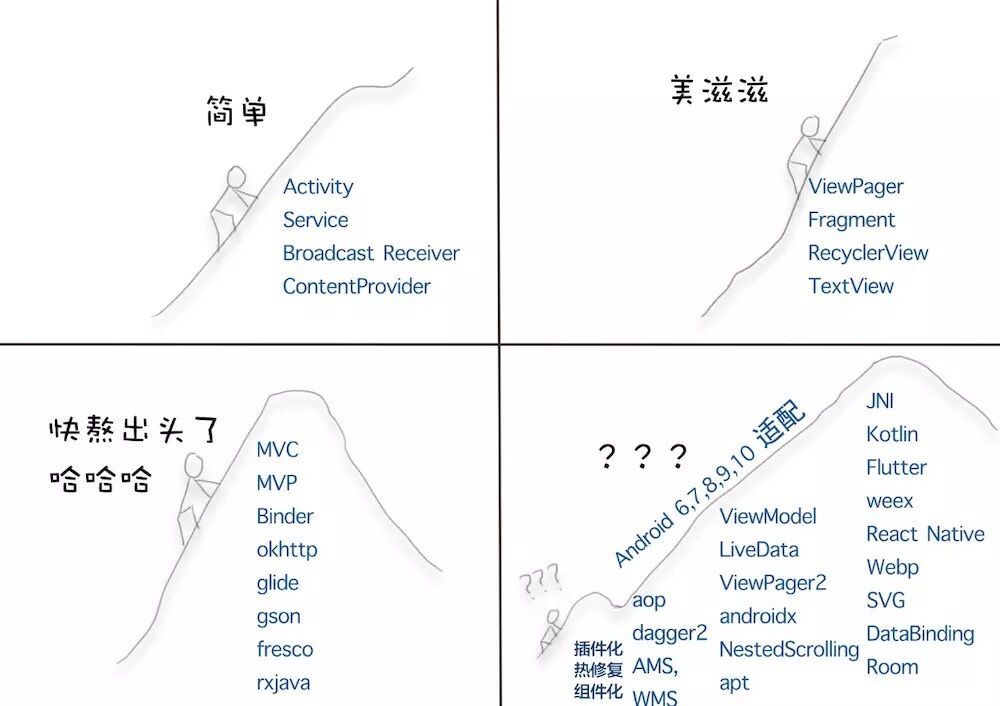 简单
Activity
Service
Broadcast Receiver
ContentProvider
美滋滋
ViewPager
Fragment
RecyclerView
TextView
快熬出头了
哈哈哈
MVC
MVP
Binder
okhttp
glide
gson
fresco
rxjava
？？？
Android 6,7,8,9,10 适配
???
插件化
热修复
组件化
aop
dagger2
AMS,
WMS
ViewModel
LiveData
ViewPager2
androidx
NestedScrolling
apt
JNI
Kotlin
Flutter
weex
React Native
Webp
SVG
DataBinding
Room